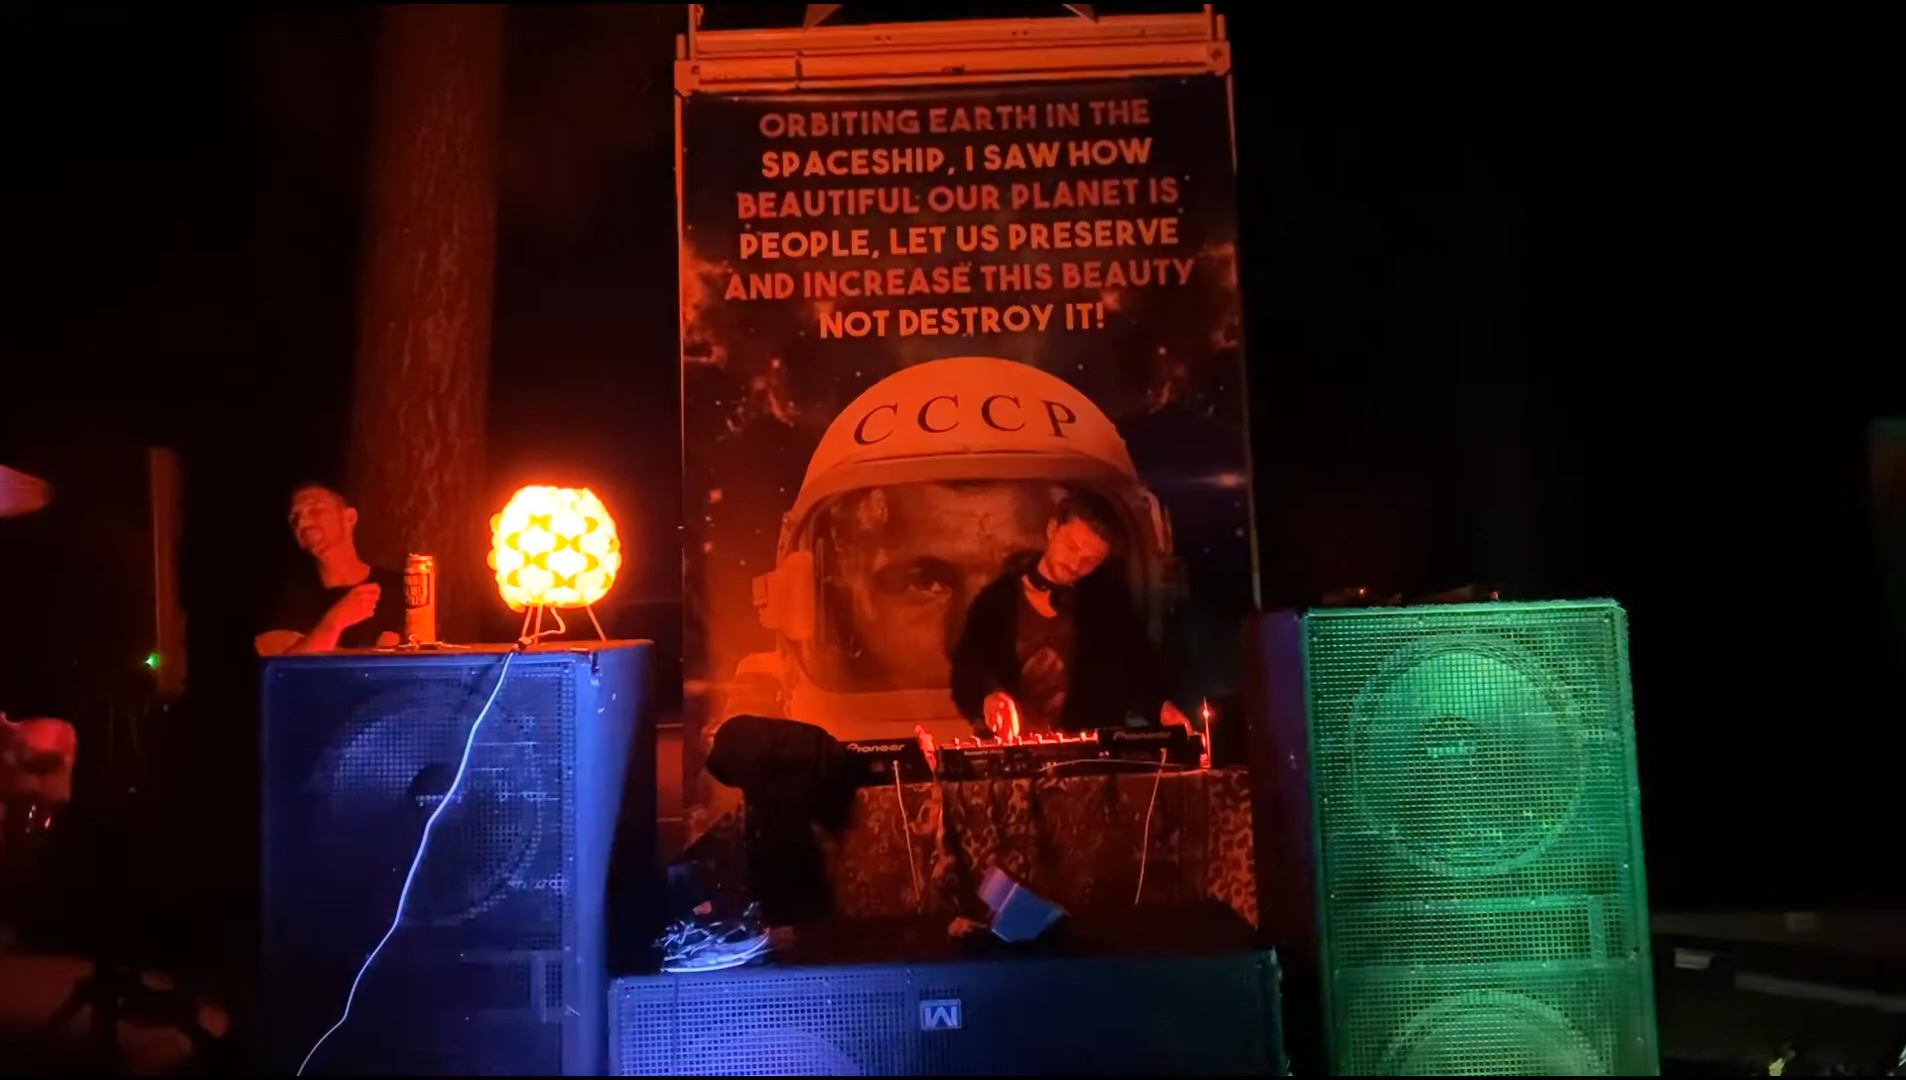 ORBITING EARTH IN THE
SPACESHIP, I SAW HOW
BEAUTIFUL OUR PLANET IS
PEOPLE, LET US PRESERVE
AND INCREASE THIS BEAUTY
NOT DESTROY IT!
СССР
Pioneer
Pioneer